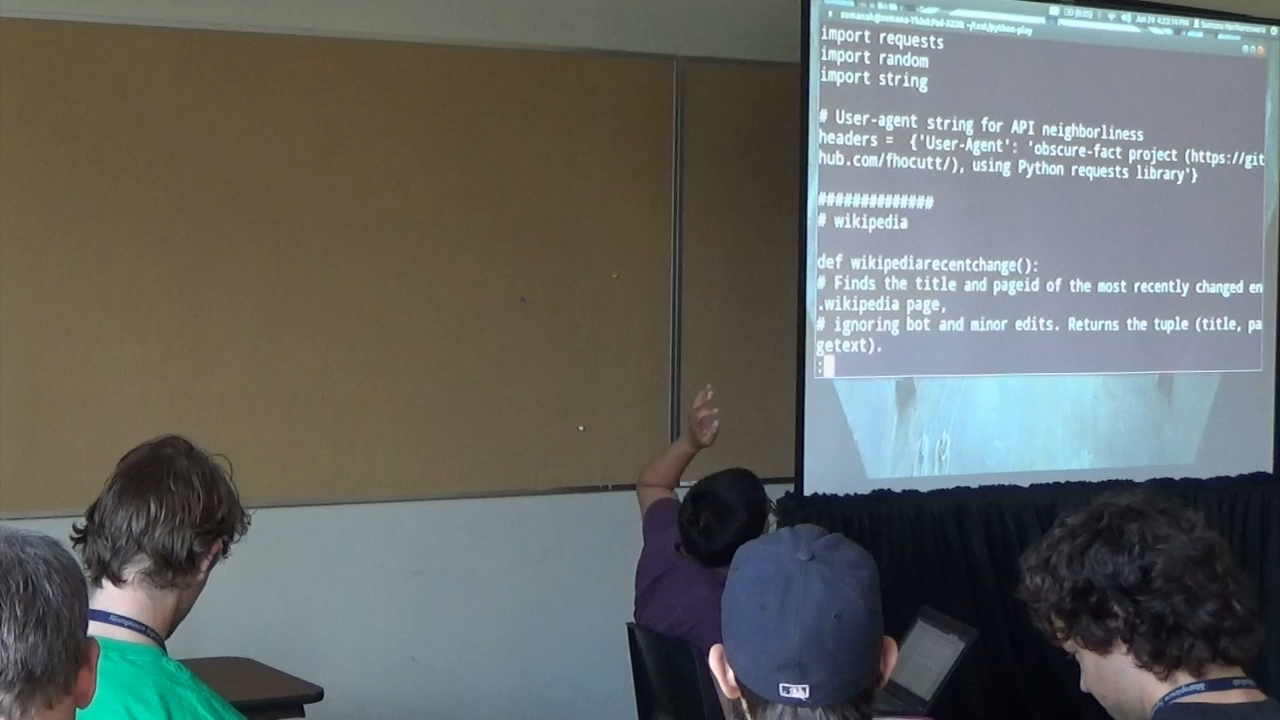 import requests
import random
import string
# User-agent string for API neighborliness
headers =  {'User-Agent': 'obscure-fact project (https://git
hub.com/fhocutt/), using Python requests library'}
##############
# wikipedia
def wikipediarecentchange():
# Finds the title and pageid of the most recently changed en
.wikipedia page,
# ignoring bot and minor edits. Returns the tuple (title, pa
getext).
: